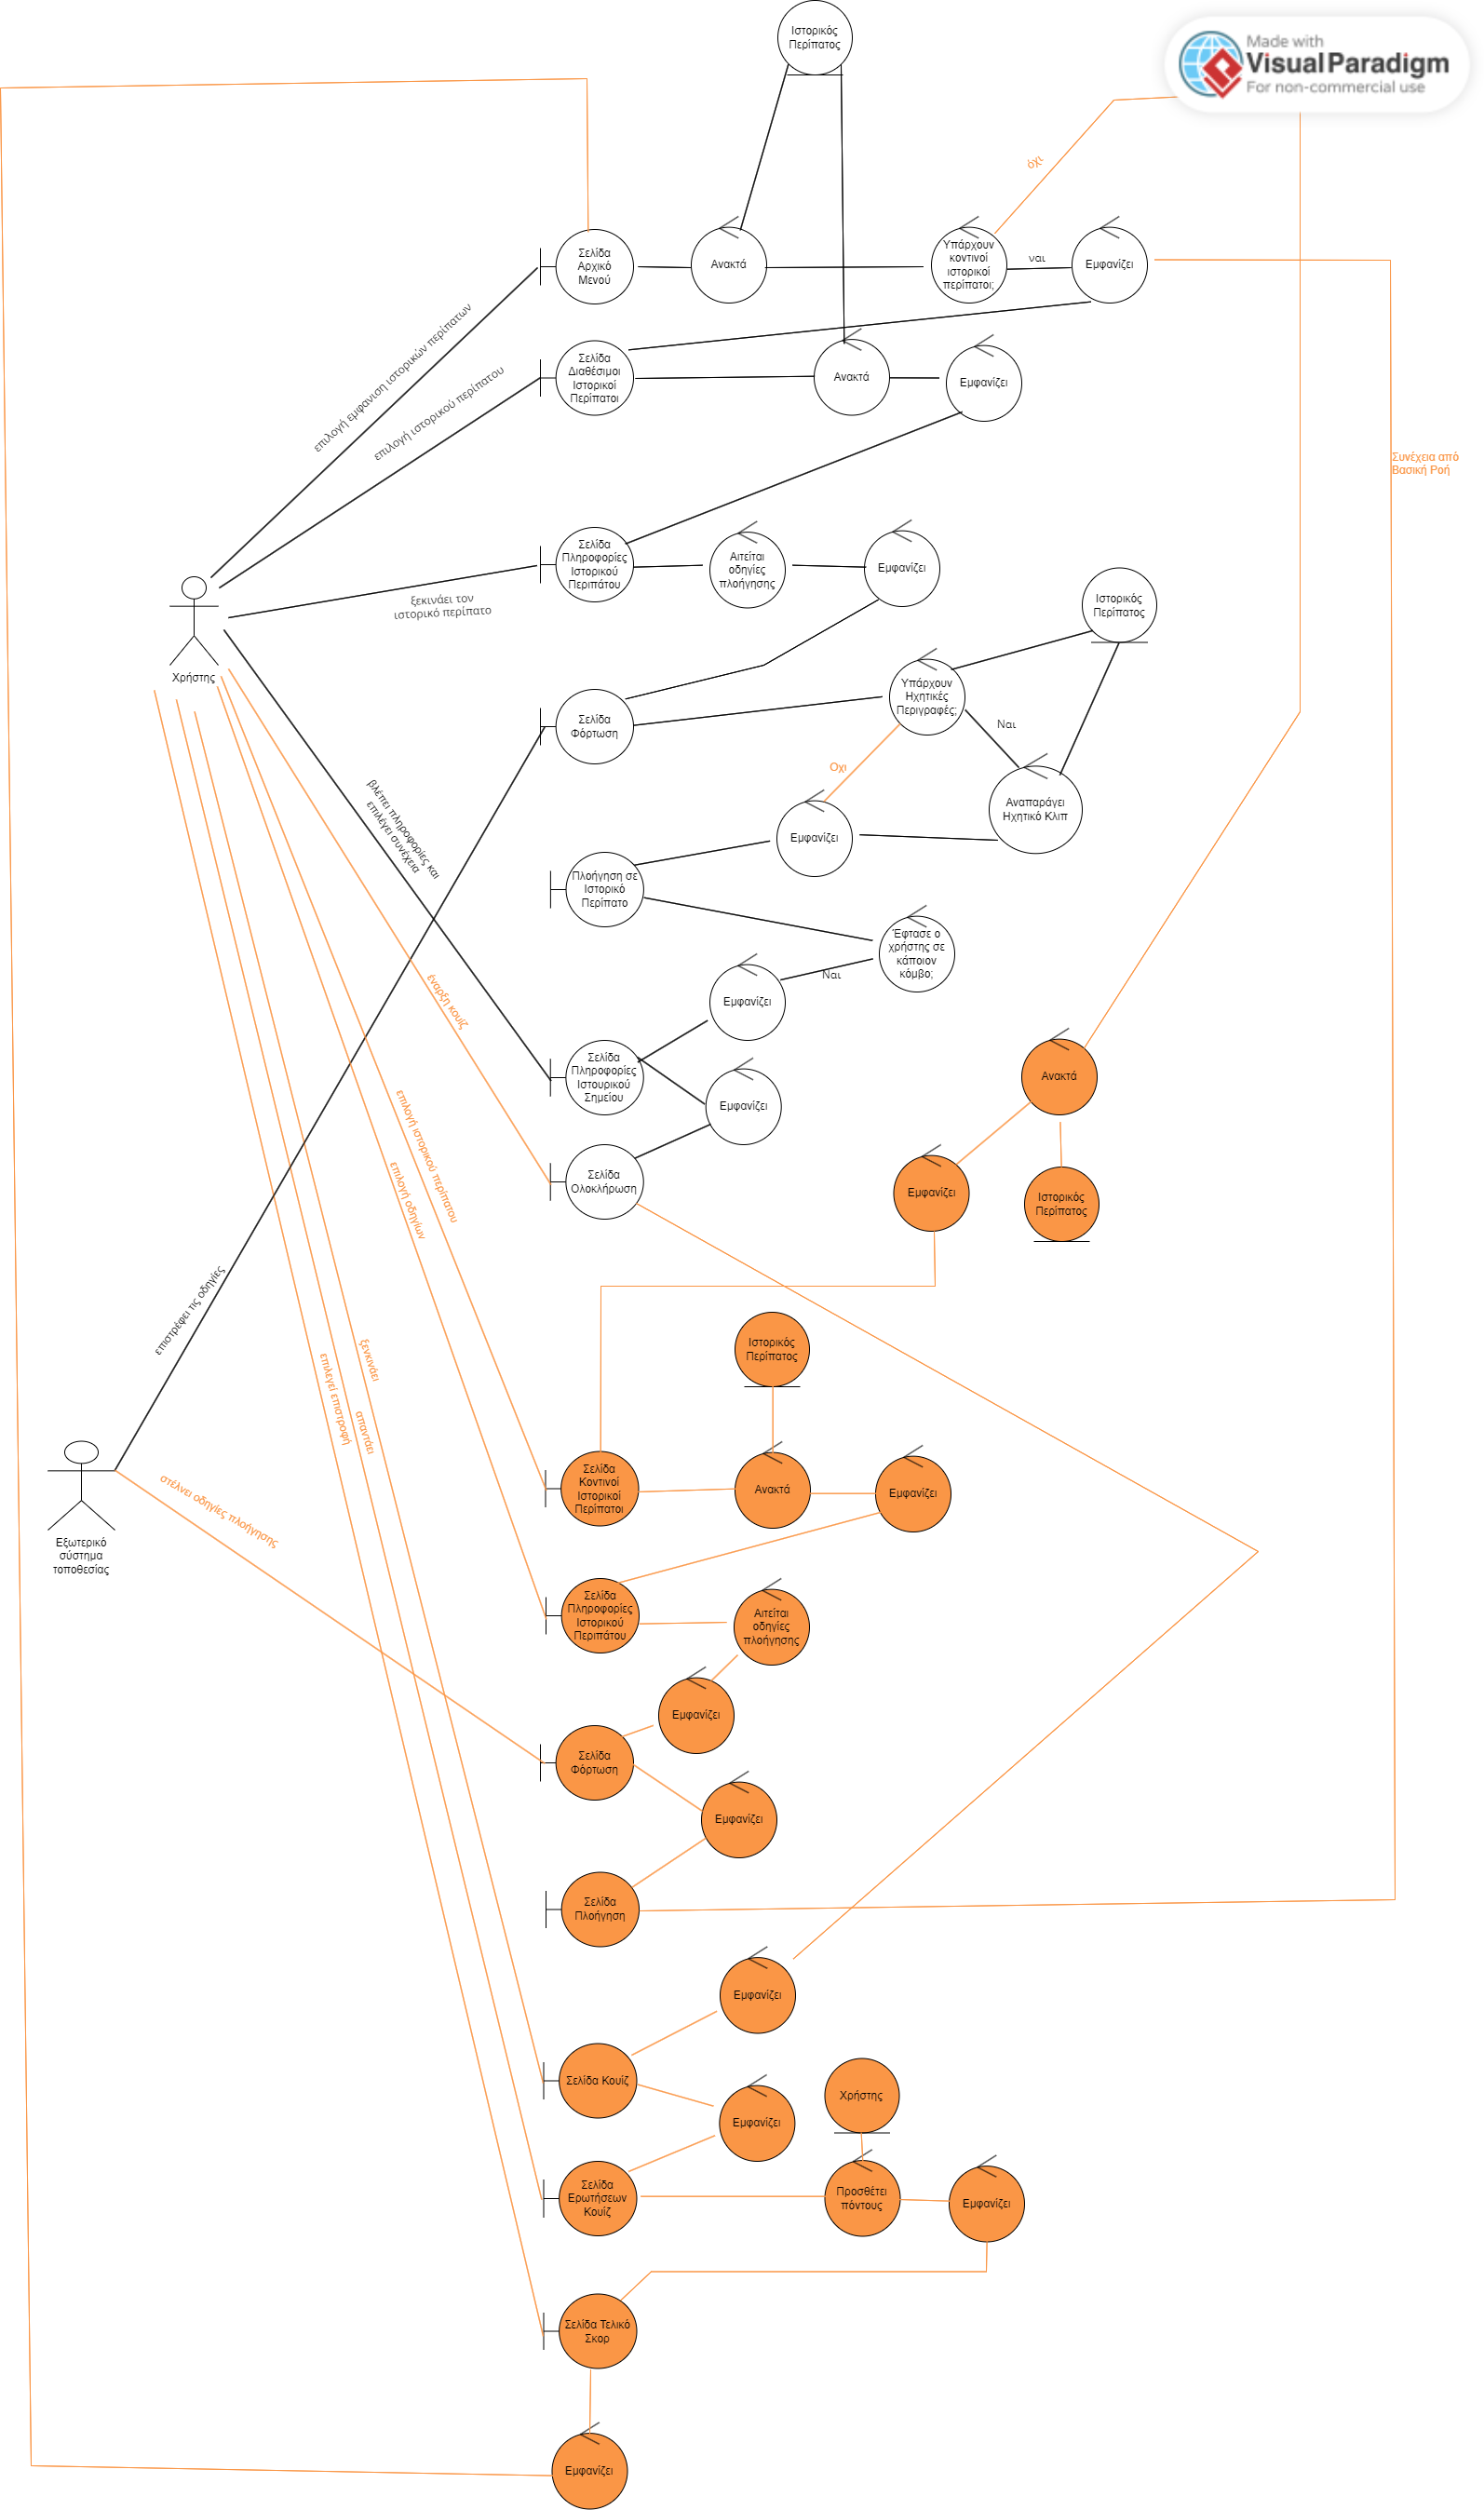 Ιστορικός
Περίπατος
Made with
Visual Paradigm
For non-commercial use
όχι
Σελίδα
Αρχικό
Μενού
Ανακτά
Υπάρχουν
κοντινοί
ιστορικοί
περίπατοι;
ναι
Εμφανίζει
επιλογή εμφανιση ιστορικών περίπατων
Σελίδα
Διαθέσιμοι
Ιστορικοί
Περίπατοι
Ανακτά
Εμφανίζει
επιλογή ιστορικού περίπατου
Συνέχεια από
Βασική Ροή
Σελίδα
Πληροφορίες
Ιστορικού
Περιπάτου
Αιτείται
οδηγίες
πλοήγησης
Εμφανίζει
ξεκινάει τον
ιστορικό περίπατο
Ιστορικός
Περίπατος
Χρήστης
Υπάρχουν
Ηχητικές
Περιγραφές;
Σελίδα
Φόρτωση
Ναι
Οχι
Αναπαράγει
Ηχητικό Κλιπ
Εμφανίζει
βλέπει πληροφορίες και
επιλέγει συνέχεια
Πλοήγηση σε
Ιστορικό
Περίπατο
Έφτασε ο
χρήστης σε
κάποιον
κόμβο;
Ναι
Εμφανίζει
έναρξη κουίζ
Σελίδα
Πληροφορίες
Ιστουρικού
Σημείου
Ανακτά
Εμφανίζει
επιλογή ιστορικού περίπατου
επιλογή οδηγίων
Σελίδα
Ολοκλήρωση
Εμφανίζει
Ιστορικός
Περίπατος
επιστρέφει τις οδηγίες
ξενκινάει
επιλεγεί επιστροφή
απαντάει
Ιστορικός
Περίπατος
Σελίδα
Κοντινοί
Ιστορικοί
Περίπατοι
Ανακτά
Εμφανίζει
στέλνει οδηγίες πλοήγησης
Εξωτερικό
σύστημα
τοποθεσίας
Σελίδα
Πληροφορίες
Ιστορικού
Περιπάτου
Αιτείται
οδηγίες
πλοήγησης
Εμφανίζει
Σελίδα
Φόρτωση
Εμφανίζει
Σελίδα
Πλοήγηση
Εμφανίζει
Σελίδα Κουίζ
Χρήστης
Εμφανίζει
Σελίδα
Ερωτήσεων
Κουίζ
Προσθέτει
πόντους
Εμφανίζει
Σελίδα Τελικό
Σκορ
Εμφανίζει